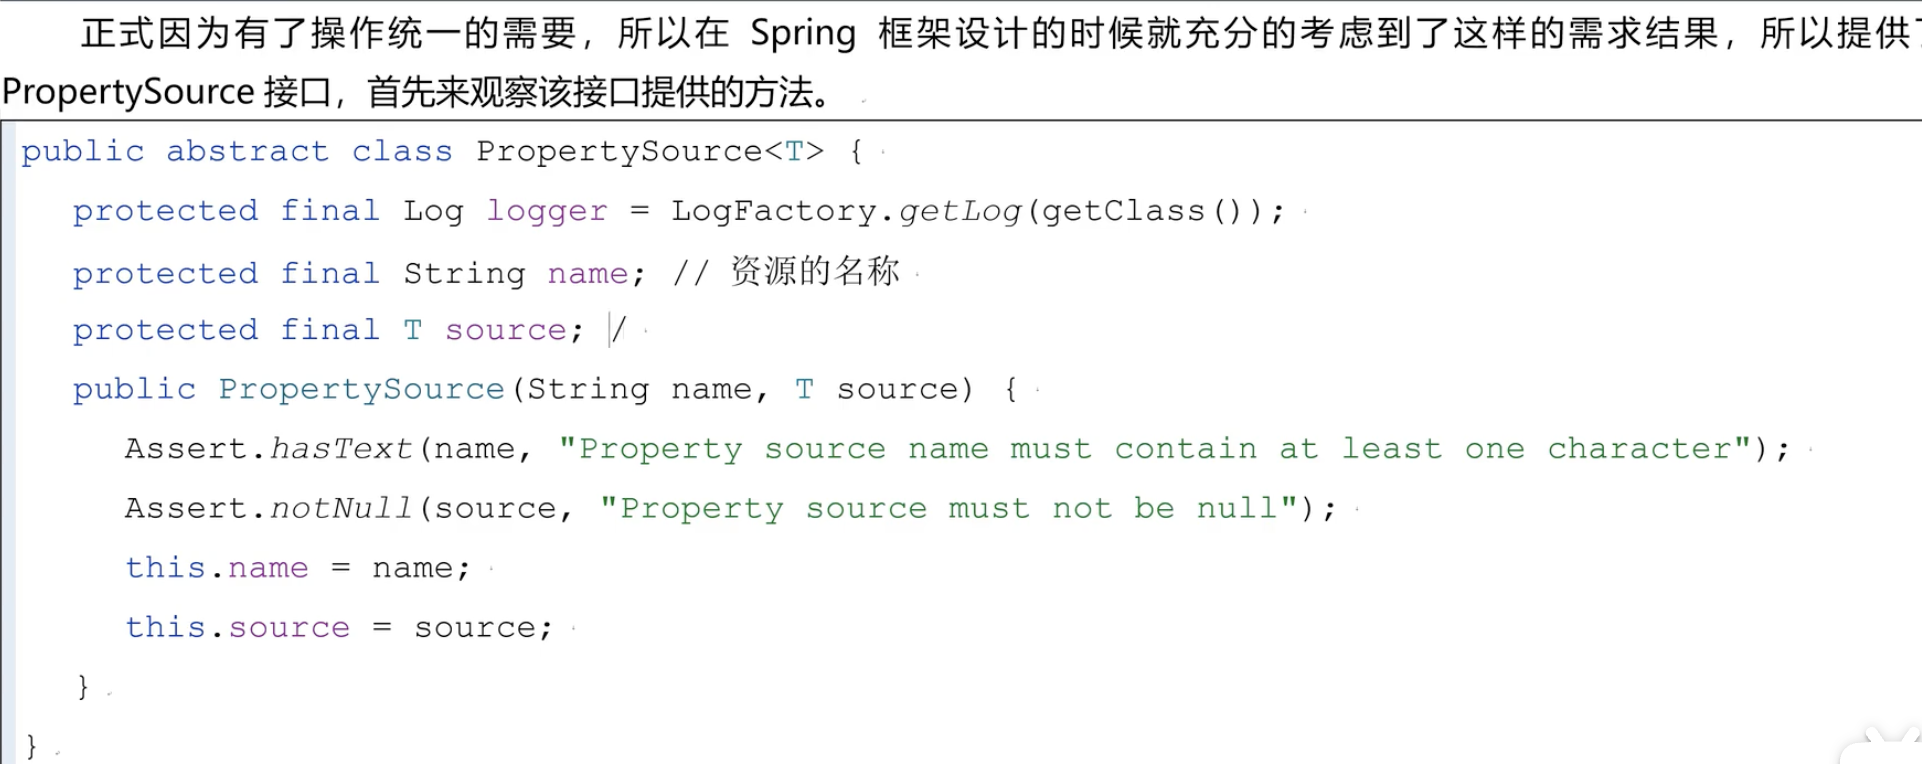 正式因为有了操作统一的需要，所以在 Spring 框架设计的时候就充分的考虑到了这样的需求结果，所以提供了
PropertySource 接口，首先来观察该接口提供的方法。
public abstract class PropertySource<T> {
protected final Log logger = LogFactory.getLog(getClass());
protected final String name; // 资源的名称
protected final T source; /
public PropertySource(String name, T source) {
Assert.hasText(name, "Property source name must contain at least one character");
Assert.notNull(source, "Property source must not be null");
this.name = name;
this.source = source;
}
}